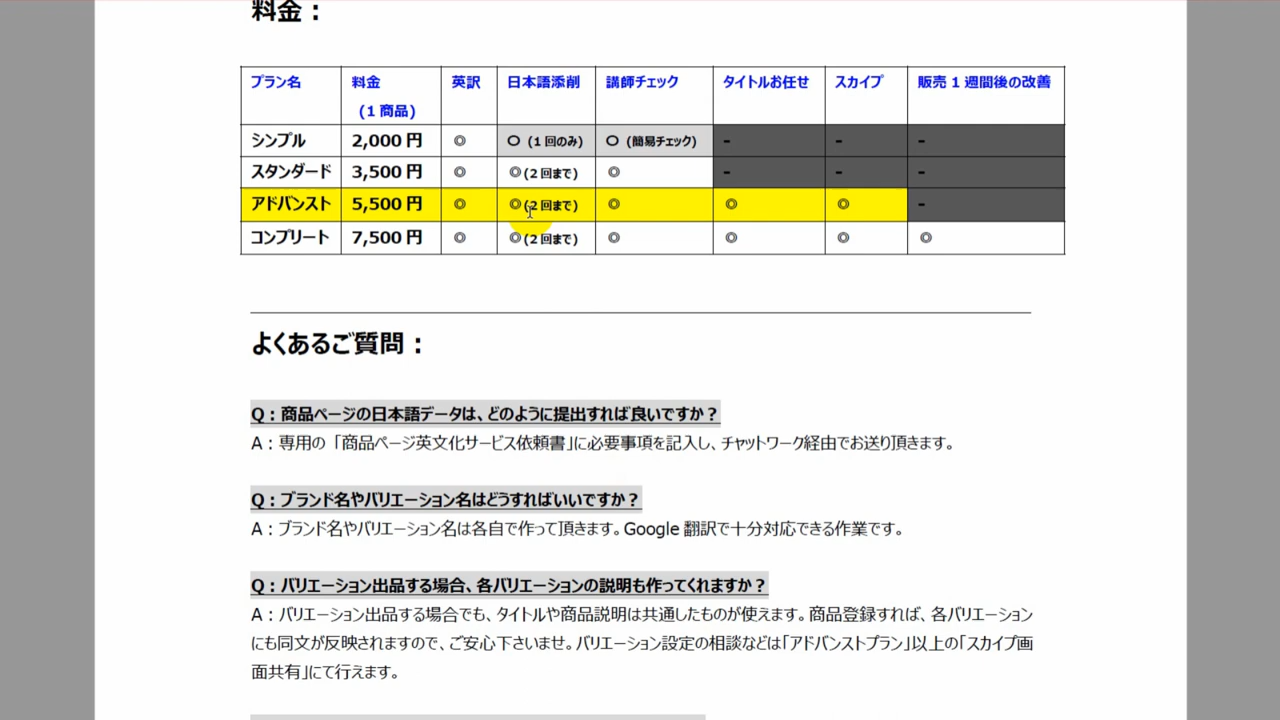 料金：
プラン名 料金 英訳 日本語添削 講師チェック タイトルお任せ スカイプ 販売 1 週間後の改善
(1 商品)
シンプル 2,000 円 ◎ 〇 (1 回のみ) 〇 (簡易チェック) - - -
スタンダード 3,500 円 ◎ ◎(2 回まで) ◎ - - -
アドバンスト 5,500 円 ◎ ◎(2 回まで) ◎ ◎ ◎ -
コンプリート 7,500 円 ◎ ◎(2 回まで) ◎ ◎ ◎ ◎
よくあるご質問：
Q：商品ページの日本語データは、どのように提出すれば良いですか？
A：専用の「商品ページ英文化サービス依頼書」に必要事項を記入し、チャットワーク経由でお送り頂きます。
Q：ブランド名やバリエーション名はどうすればいいですか？
A：ブランド名やバリエーション名は各自で作って頂きます。Google 翻訳で十分対応できる作業です。
Q：バリエーション出品する場合、各バリエーションの説明も作ってくれますか？
A：バリエーション出品する場合でも、タイトルや商品説明は共通したものが使えます。商品登録すれば、各バリエーション
にも同文が反映されますので、ご安心下さいませ。バリエーション設定の相談などは「アドバンストプラン」以上の「スカイプ画
面共有」にて行えます。